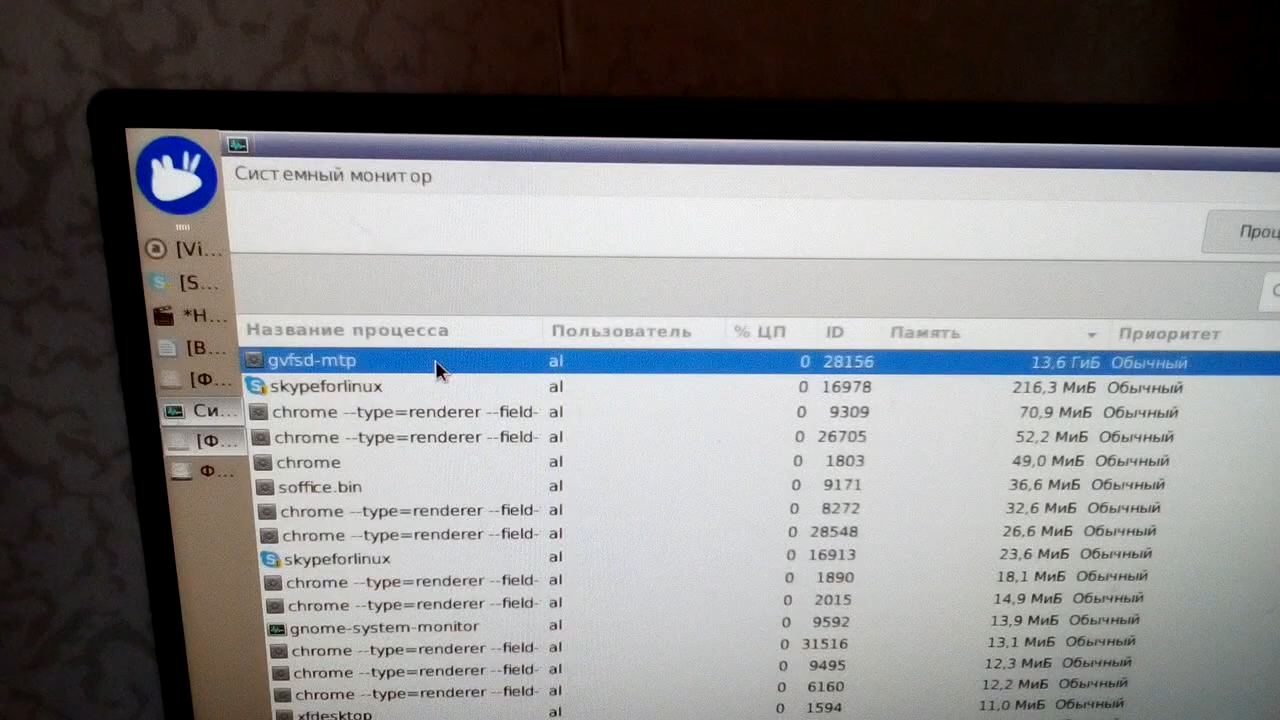 Системный монитор
Проц
[Vi...
[S...
*Н...
[В...
[Ф...
Си...
[Ф...
Ф...
Название процесса Пользователь % ЦП ID Память Приоритет
gvfsd-mtp al 0 28156 13,6 ГиБ Обычный
skypeforlinux al 0 16978 216,3 МиБ Обычный
chrome --type=renderer --field- al 0 9309 70,9 МиБ Обычный
chrome --type=renderer --field- al 0 26705 52,2 МиБ Обычный
chrome al 0 1803 49,0 МиБ Обычный
soffice.bin al 0 9171 36,6 МиБ Обычный
chrome --type=renderer --field- al 0 8272 32,6 МиБ Обычный
chrome --type=renderer --field- al 0 28548 26,6 МиБ Обычный
skypeforlinux al 0 16913 23,6 МиБ Обычный
chrome --type=renderer --field- al 0 1890 18,1 МиБ Обычный
chrome --type=renderer --field- al 0 2015 14,9 МиБ Обычный
gnome-system-monitor al 0 9592 13,9 МиБ Обычный
chrome --type=renderer --field- al 0 31516 13,1 МиБ Обычный
chrome --type=renderer --field- al 0 9495 12,3 МиБ Обычный
chrome --type=renderer --field- al 0 6160 12,2 МиБ Обычный
xfdesktop al 0 1594 11,0 МиБ Обычный